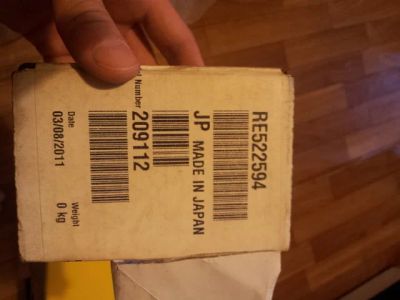 RE522594
JP MADE IN JAPAN
Number
209112
Date
03/08/2011
Weight
0 kg